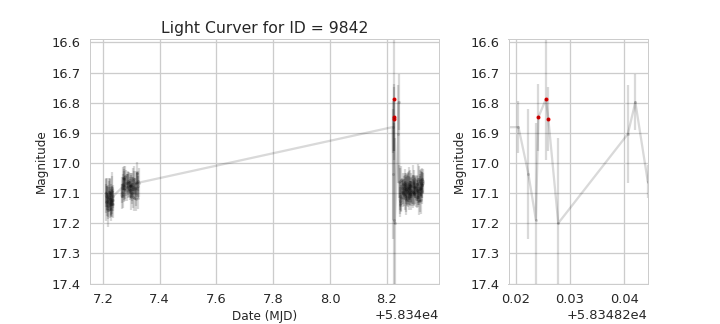 Light Curver for ID = 9842
Magnitude
16.6
16.7
16.8
16.9
17.0
17.1
17.2
17.3
17.4
7.2 7.4 7.6 7.8 8.0 8.2
Date (MJD)
+5.834e4
Magnitude
16.6
16.7
16.8
16.9
17.0
17.1
17.2
17.3
17.4
0.02 0.03 0.04
+5.83482e4